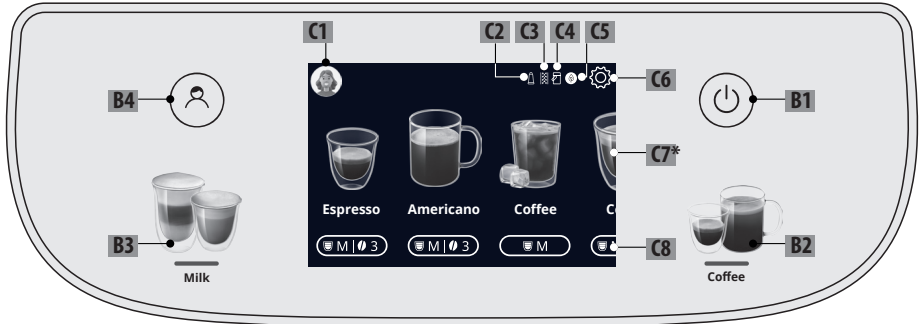 C1 C2 C3 C4 C5
B4 C6 B1
C7*
Espresso Americano Coffee C
B3 M 3 M 3 M C8 B2
Milk Coffee